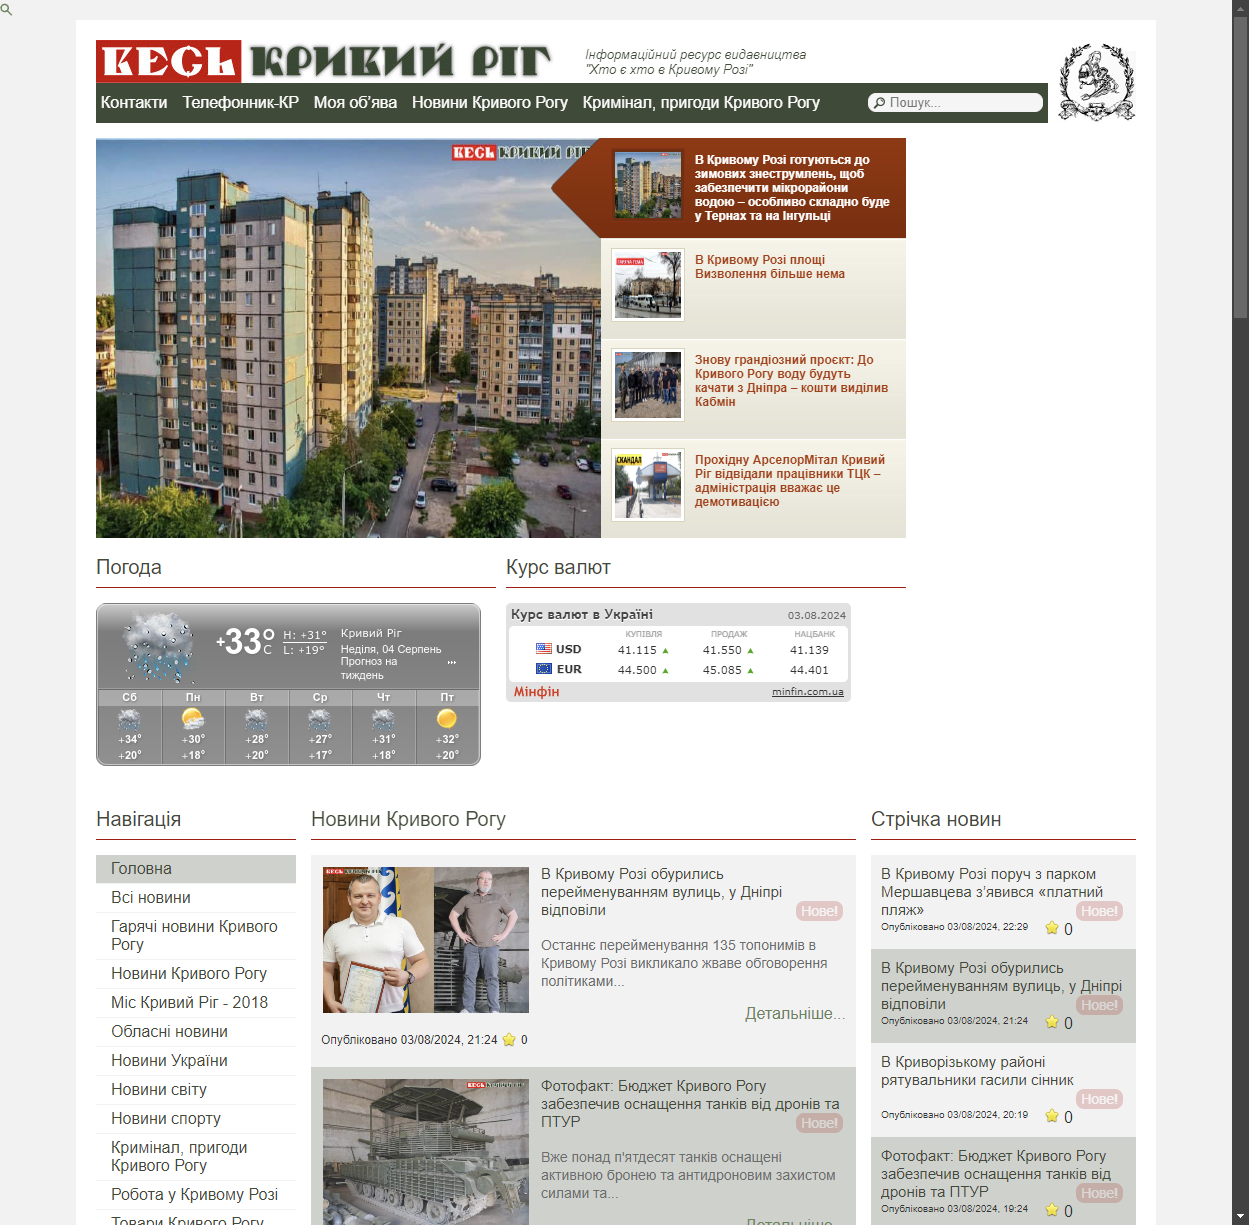 ВЕСЬ КРИВИЙ РІГ
Інформаційний ресурс видавництва
"Хто є хто в Кривому Розі"
Контакти Телефонник-КР Моя об'ява Новини Кривого Рогу Кримінал, пригоди Кривого Рогу Пошук...
ВЕСЬ КРИВИЙ РІГ
В Кривому Розі готуються до
зимових знеструмлень, щоб
забезпечити мікрорайони
водою – особливо складно буде
у Тернах та на Інгульці
В Кривому Розі площі
Визволення більше нема
Знову грандіозний проєкт: До
Кривого Рогу воду будуть
качати з Дніпра – кошти виділив
Кабмін
СКАНДАЛ
Прохідну АрселорМітал Кривий
Ріг відвідали працівники ТЦК –
адміністрація вважає це
демотивацією
Погода
+33° C
H: +31°
L: +19°
Кривий Ріг
Неділя, 04 Серпень
Прогноз на
тиждень
Сб Пн Вт Ср Чт Пт
+34° +30° +28° +27° +31° +32°
+20° +18° +20° +17° +18° +20°
Курс валют
Курс валют в Україні 03.08.2024
КУПІВЛЯ ПРОДАЖ НАЦБАНК
USD 41.115 ▲ 41.550 ▲ 41.139
EUR 44.500 ▲ 45.085 ▲ 44.401
Мінфін minfin.com.ua
Навігація
Головна
Всі новини
Гарячі новини Кривого
Рогу
Новини Кривого Рогу
Міс Кривий Ріг - 2018
Обласні новини
Новини України
Новини світу
Новини спорту
Кримінал, пригоди
Кривого Рогу
Робота у Кривому Розі
Товари Кривого Рогу
Новини Кривого Рогу
ВЕСЬ КРИВИЙ РІГ
В Кривому Розі обурились
перейменуванням вулиць, у Дніпрі
відповіли Нове!
Останнє перейменування 135 топонимів в
Кривому Розі викликало жваве обговорення
політиками...
Детальніше...
Опубліковано 03/08/2024, 21:24 0
ВЕСЬ КРИВИЙ РІГ
Фотофакт: Бюджет Кривого Рогу
забезпечив оснащення танків від дронів та
ПТУР Нове!
Вже понад п'ятдесят танків оснащені
активною бронею та антидроновим захистом
силами та...
Детальніше...
Стрічка новин
В Кривому Розі поруч з парком
Мершавцева з’явився «платний
пляж» Нове!
Опубліковано 03/08/2024, 22:29 0
В Кривому Розі обурились
перейменуванням вулиць, у Дніпрі
відповіли Нове!
Опубліковано 03/08/2024, 21:24 0
В Криворізькому районі
рятувальники гасили сінник
Нове!
Опубліковано 03/08/2024, 20:19 0
Фотофакт: Бюджет Кривого Рогу
забезпечив оснащення танків від
дронів та ПТУР Нове!
Опубліковано 03/08/2024, 19:24 0